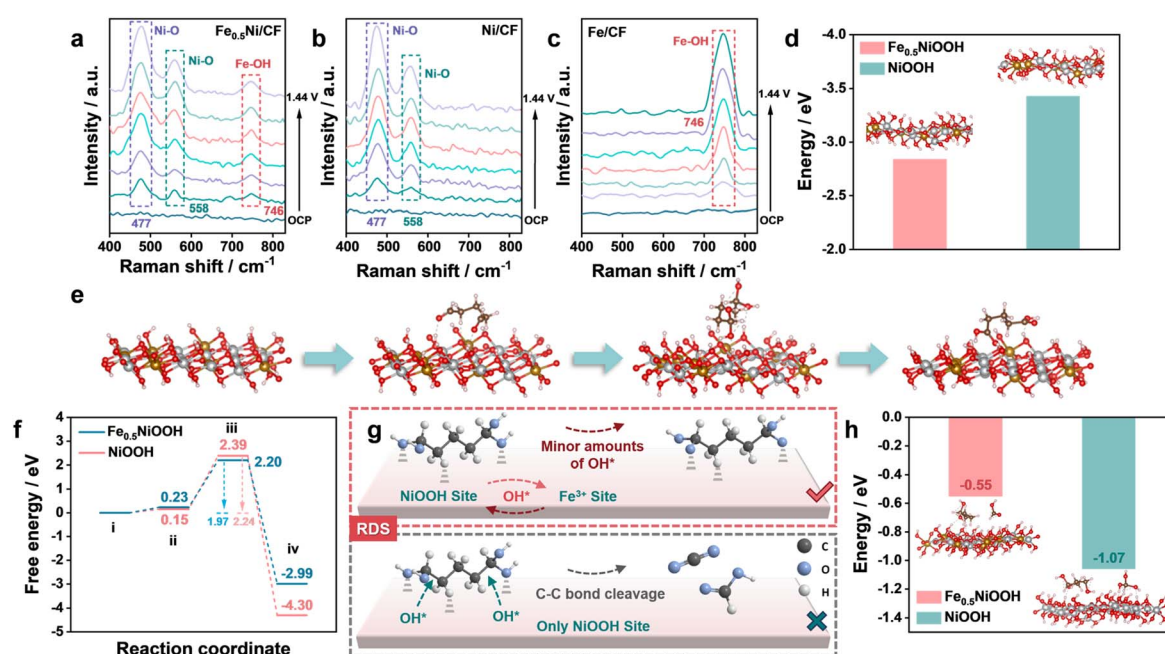 a
Ni-O
Ni-O
Fe0.5Ni/CF
Fe-OH
1.44 V
OCP
477
558
746
Intensity / a.u.
400 500 600 700 800
Raman shift / cm-1
b
Ni-O
Ni-O
Ni/CF
1.44 V
OCP
477
558
Intensity / a.u.
400 500 600 700 800
Raman shift / cm-1
c
Fe/CF
Fe-OH
746
1.44 V
OCP
Intensity / a.u.
400 500 600 700 800
Raman shift / cm-1
d
Fe0.5NiOOH
NiOOH
-4.0
-3.5
-3.0
-2.5
-2.0
Energy / eV
e
f
Fe0.5NiOOH
NiOOH
4
3
2
1
0
-1
-2
-3
-4
-5
Free energy / eV
i
0.23
0.15
ii
iii
2.39
2.20
1.97
2.24
iv
-2.99
-4.30
Reaction coordinate
g
Minor amounts
of OH*
NiOOH Site
OH*
Fe3+ Site
RDS
OH*
OH*
C-C bond cleavage
Only NiOOH Site
C
O
H
h
0.0
-0.2
-0.4
-0.6
-0.8
-1.0
-1.2
-1.4
Energy / eV
-0.55
-1.07
Fe0.5NiOOH
NiOOH